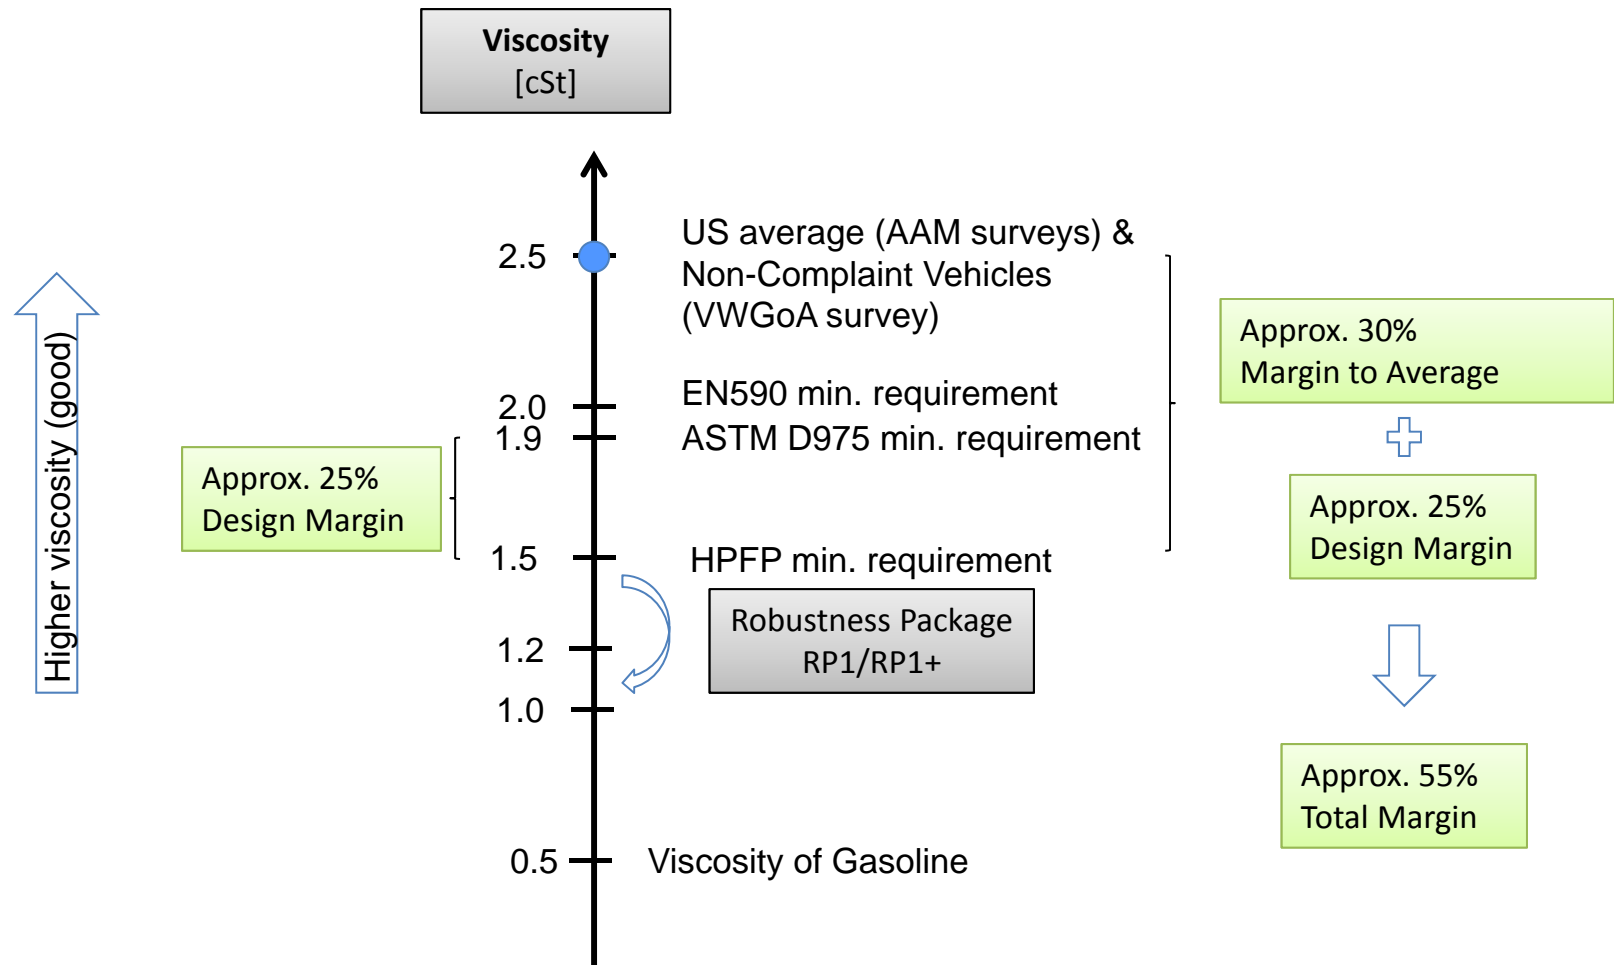 Viscosity
[cSt]
Higher viscosity (good)
2.5
US average (AAM surveys) &
Non-Complaint Vehicles
(VWGoA survey)
2.0
EN590 min. requirement
1.9
ASTM D975 min. requirement
Approx. 25%
Design Margin
1.5
HPFP min. requirement
Robustness Package
RP1/RP1+
1.2
1.0
0.5
Viscosity of Gasoline
Approx. 30%
Margin to Average
Approx. 25%
Design Margin
Approx. 55%
Total Margin